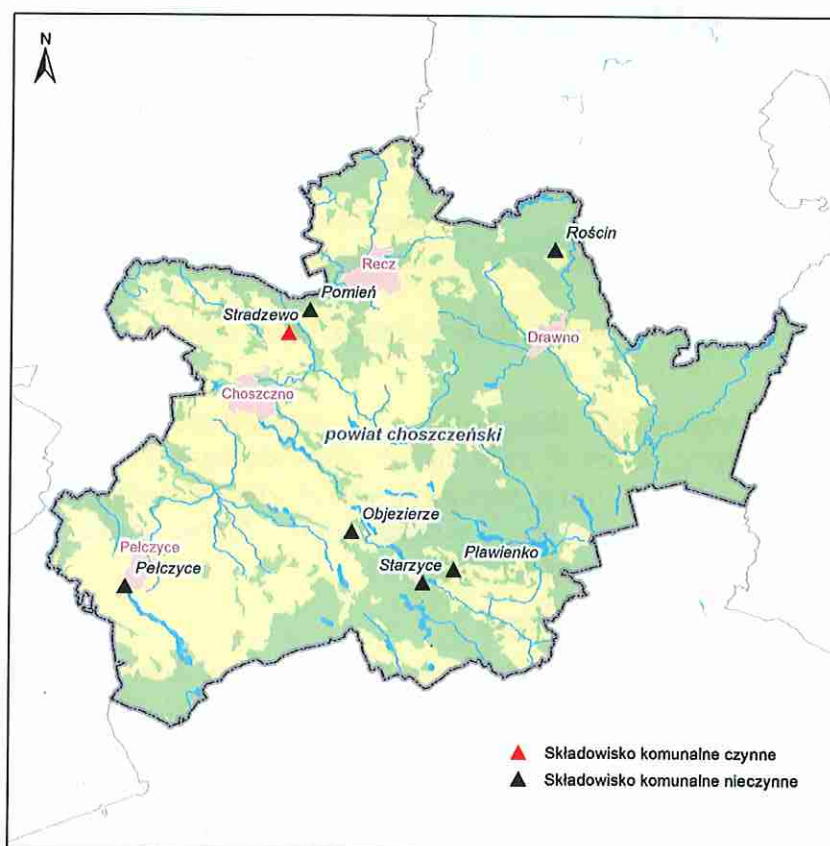 N
Rościn
Recz
Pomień
Stradzewo
Drawno
Choszczno
powiat choszczeński
Objezierze
Pławienko
Starzyce
Pełczyce
Pełczyce
Składowisko komunalne czynne
Składowisko komunalne nieczynne